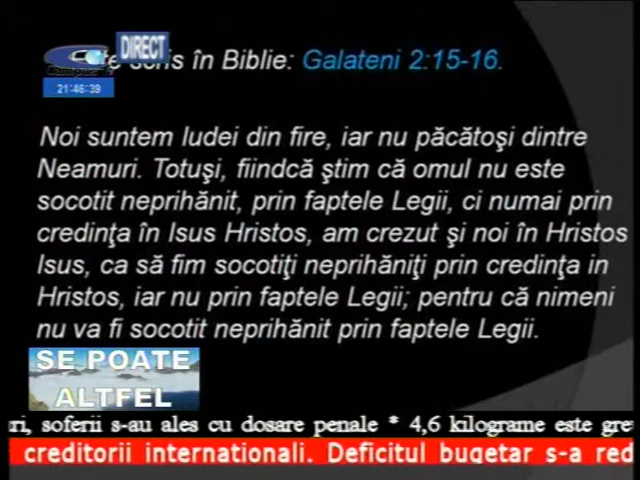 DIRECT
scris în Biblie: Galateni 2:15-16.
21:46:39
Noi suntem Iudei din fire, iar nu păcătoşi dintre
Neamuri. Totuşi, fiindcă ştim că omul nu este
socotit neprihănit, prin faptele Legii, ci numai prin
credinţa în Isus Hristos, am crezut şi noi în Hristos
Isus, ca să fim socotiţi neprihăniţi prin credinţa in
Hristos, iar nu prin faptele Legii; pentru că nimeni
nu va fi socotit neprihănit prin faptele Legii.
SE POATE
ALTFEL
ri, soferii s-au ales cu dosare penale * 4,6 kilograme este gre
creditorii internationali. Deficitul bugetar s-a red